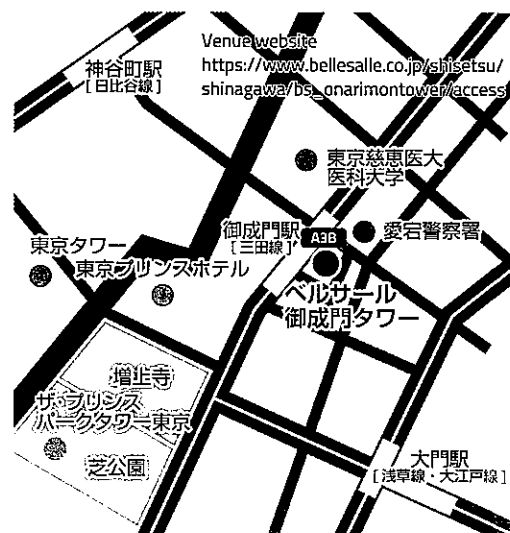 Venue website
https://www.bellesalle.co.jp/shisetsu/
shinagawa/bs_onarimontower/access
神谷町駅
[日比谷線]
東京慈恵医大
医科大学
御成門駅
[三田線]
A3B
愛宕警察署
東京タワー
東京プリンスホテル
ベルサール
御成門タワー
増上寺
ザ・プリンス
パークタワー東京
芝公園
大門駅
[浅草線・大江戸線]